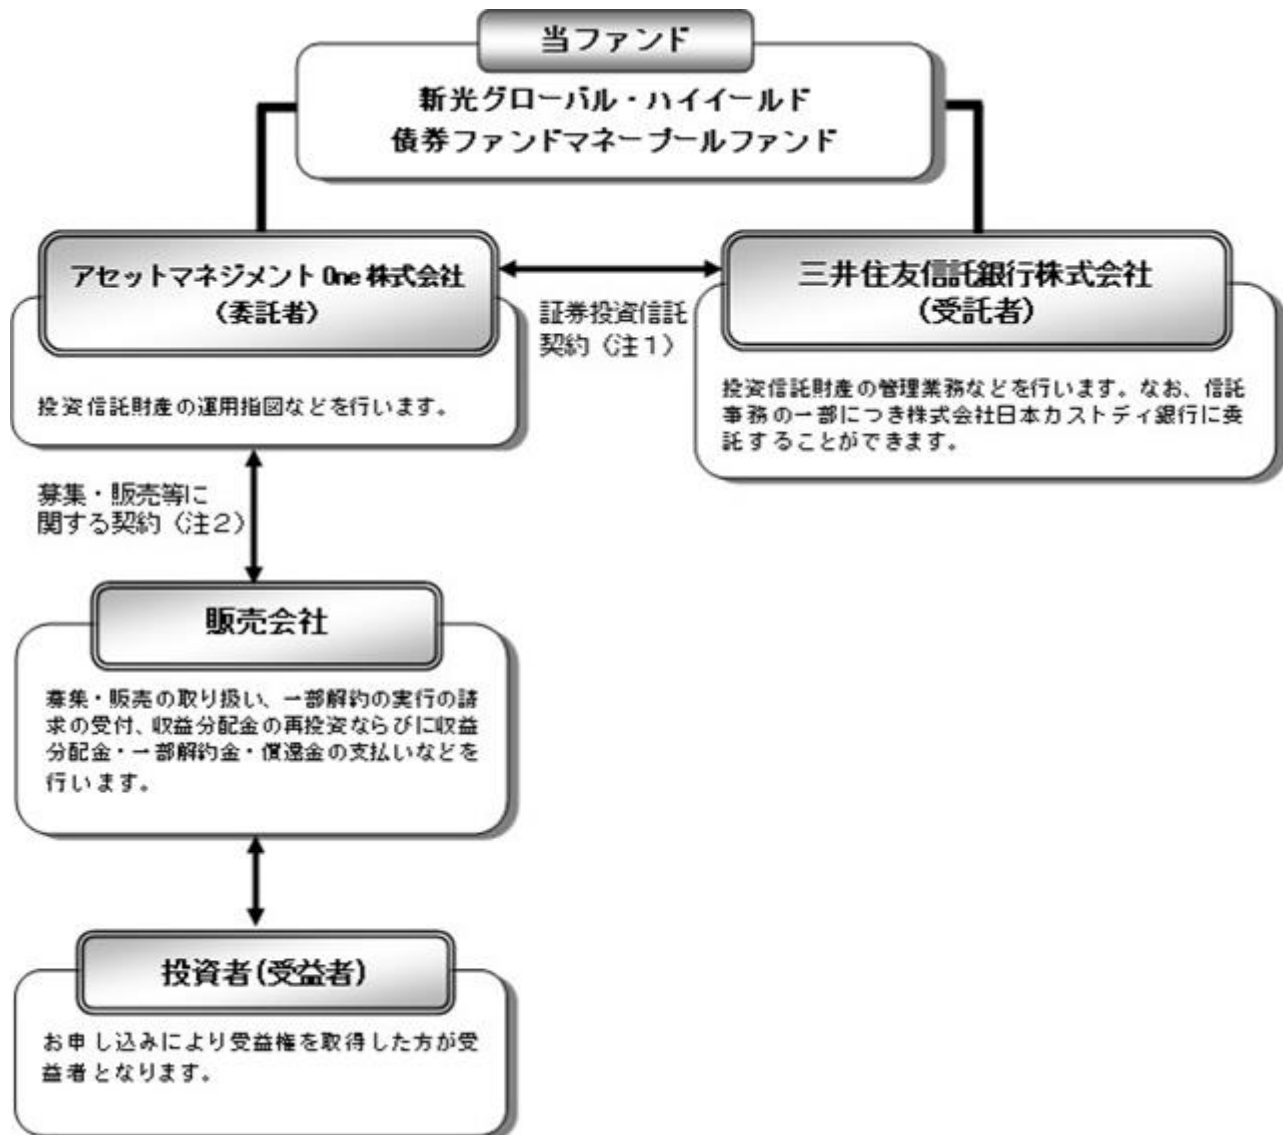 当ファンド
新光グローバル・ハイイールド
債券ファンドマネープールファンド
アセットマネジメント One 株式会社
（委託者）
投資信託財産の運用指図などを行います。
証券投資信託
契約（注１）
三井住友信託銀行株式会社
(受託者)
投資信託財産の管理業務などを行います。なお、信託
事務の一部につき株式会社日本カストディ銀行に委
託することができます。
募集・販売等に
関する契約（注２）
販売会社
募集・販売の取り扱い、一部解約の実行の請
求の受付、収益分配金の再投資ならびに収益
分配金・一部解約金・償還金の支払いなどを
行います。
投資者(受益者)
お申し込みにより受益権を取得した方が受
益者となります。